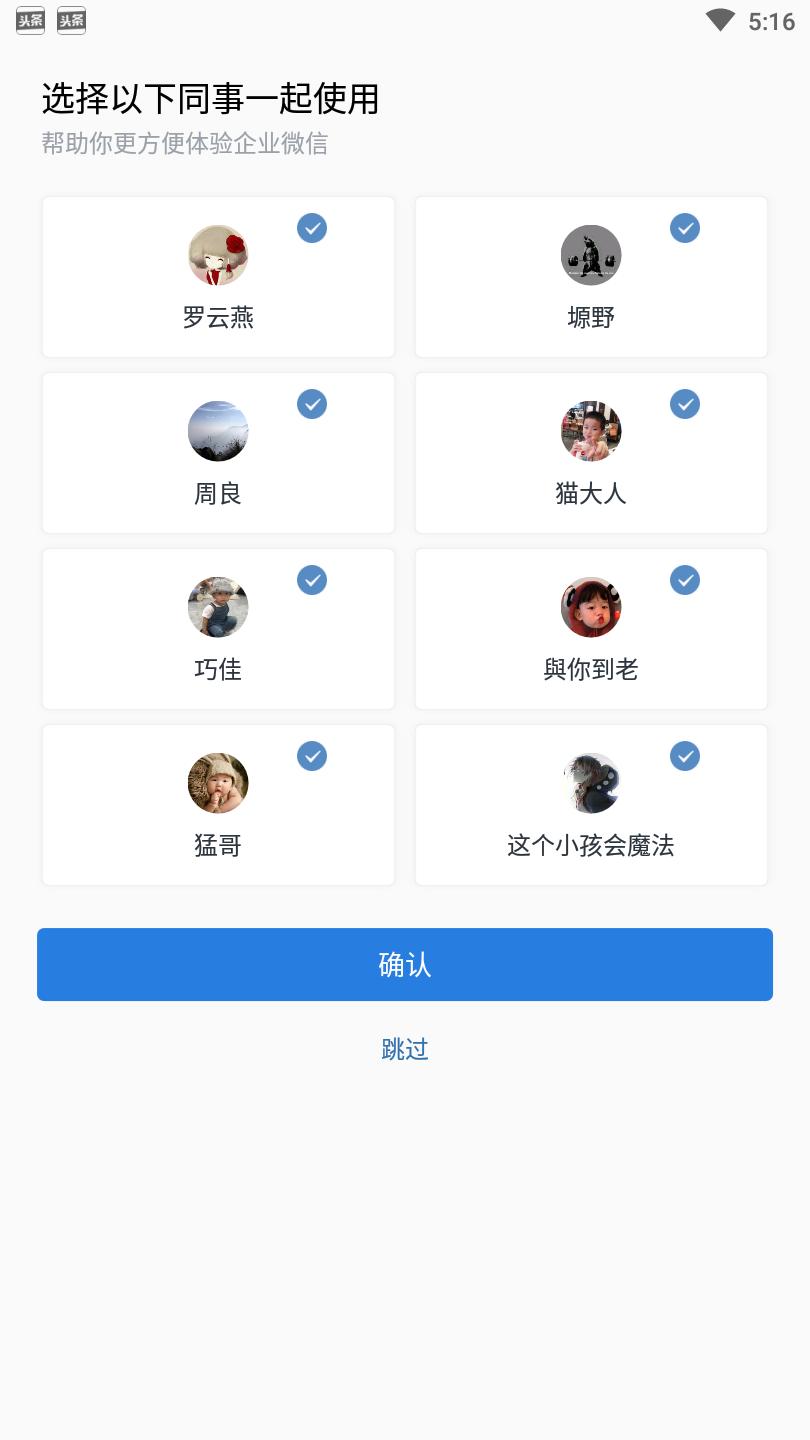 头条 头条 5:16
选择以下同事一起使用
帮助你更方便体验企业微信
罗云燕 塬野
周良 猫大人
巧佳 與你到老
猛哥 这个小孩会魔法
确认
跳过